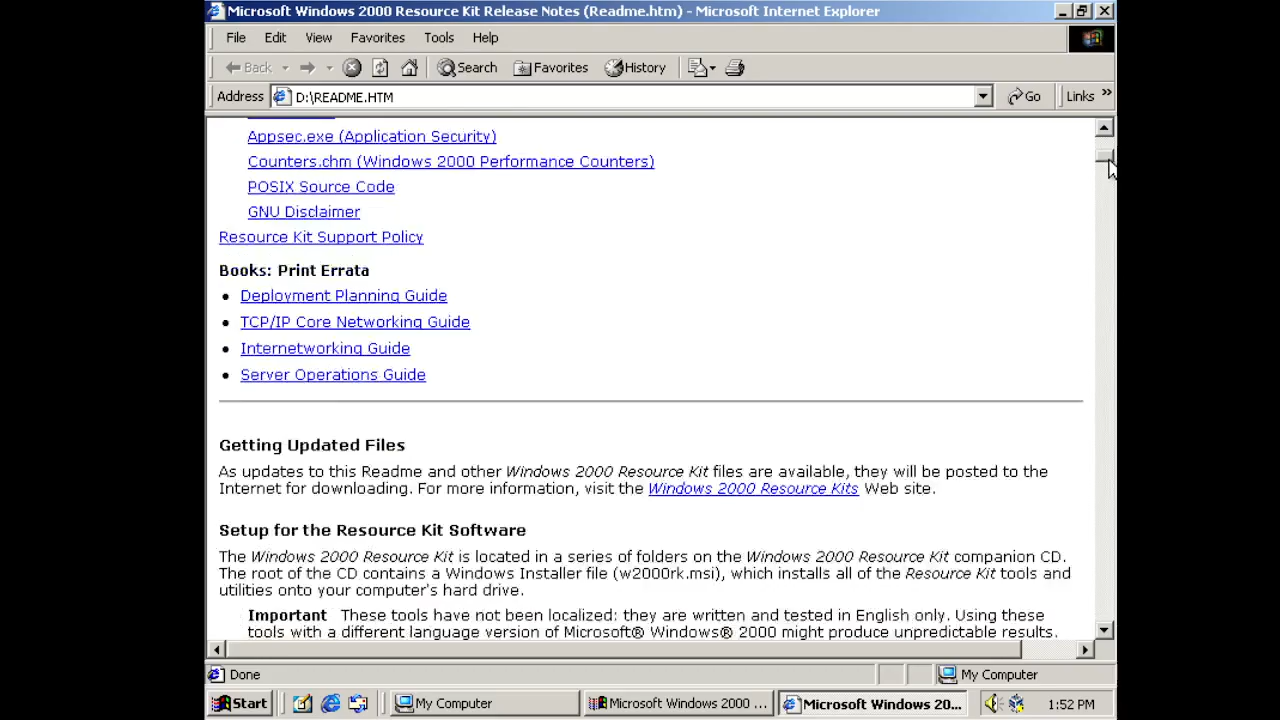 Microsoft Windows 2000 Resource Kit Release Notes (Readme.htm) - Microsoft Internet Explorer
File Edit View Favorites Tools Help
Back Search Favorites History
Address D:\README.HTM Go Links »
Appsec.exe (Application Security)
Counters.chm (Windows 2000 Performance Counters)
POSIX Source Code
GNU Disclaimer
Resource Kit Support Policy
Books: Print Errata
• Deployment Planning Guide
• TCP/IP Core Networking Guide
• Internetworking Guide
• Server Operations Guide
Getting Updated Files
As updates to this Readme and other Windows 2000 Resource Kit files are available, they will be posted to the
Internet for downloading. For more information, visit the Windows 2000 Resource Kits Web site.
Setup for the Resource Kit Software
The Windows 2000 Resource Kit is located in a series of folders on the Windows 2000 Resource Kit companion CD.
The root of the CD contains a Windows Installer file (w2000rk.msi), which installs all of the Resource Kit tools and
utilities onto your computer's hard drive.
Important These tools have not been localized: they are written and tested in English only. Using these
tools with a different language version of Microsoft® Windows® 2000 might produce unpredictable results.
Done My Computer
Start My Computer Microsoft Windows 2000 ... Microsoft Windows 20... 1:52 PM